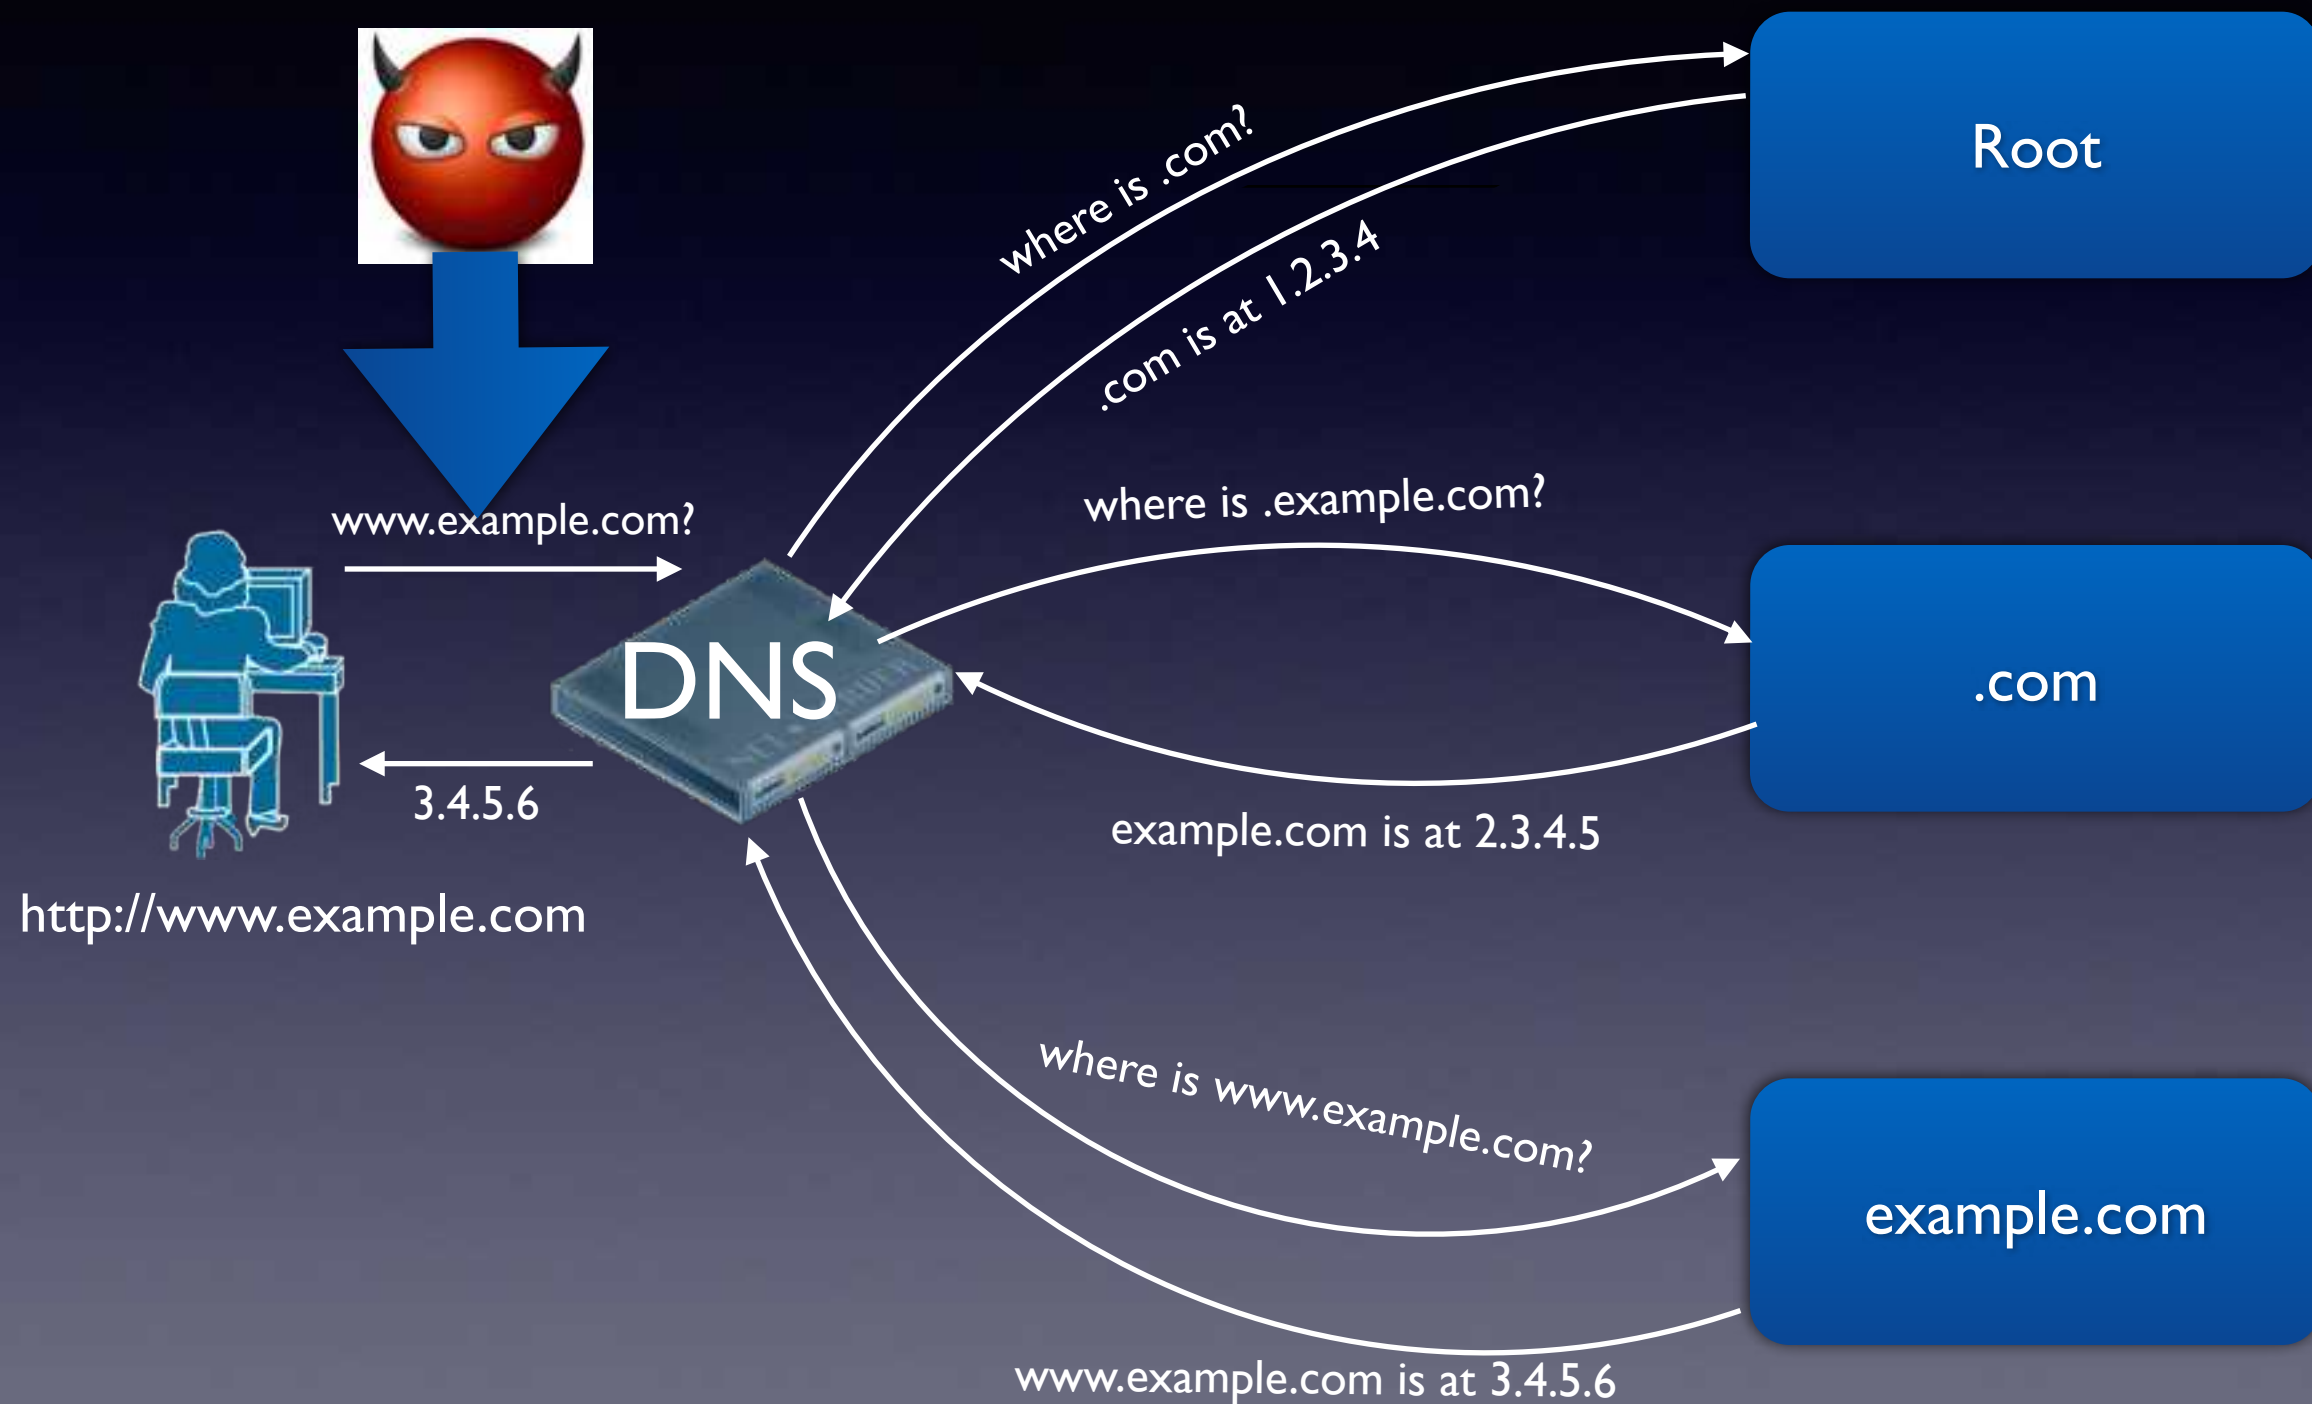 Root
where is .com?
.com is at 1.2.3.4
where is .example.com?
www.example.com?
DNS
.com
3.4.5.6
example.com is at 2.3.4.5
http://www.example.com
where is www.example.com?
example.com
www.example.com is at 3.4.5.6